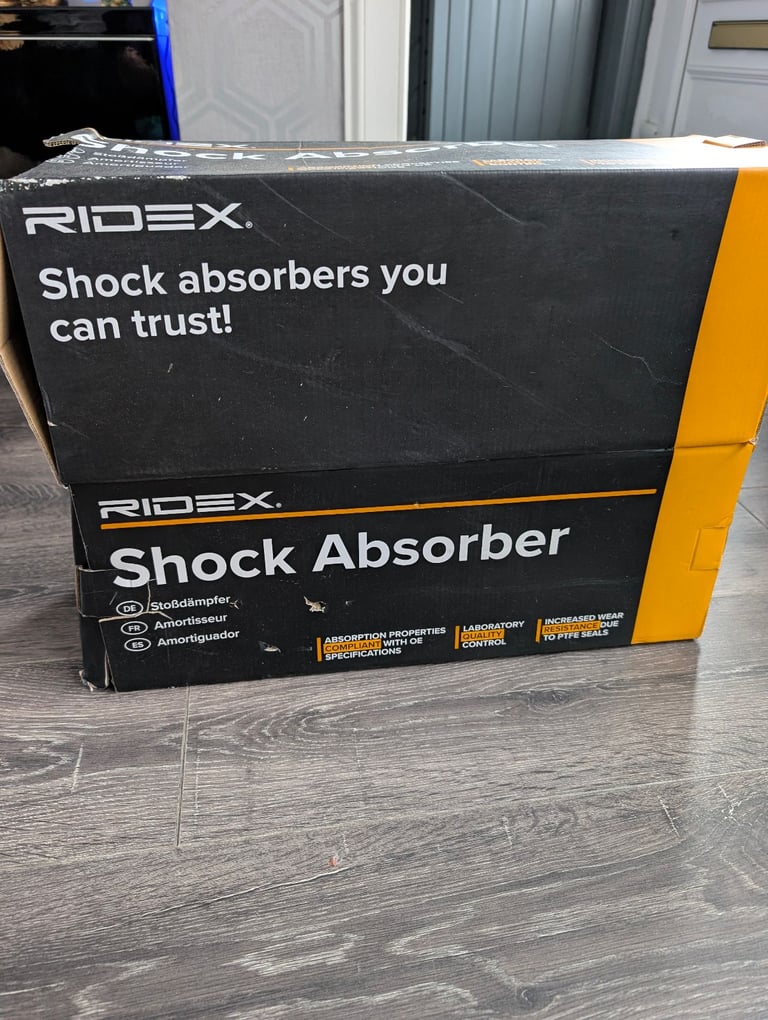 Shock Absorber
Stoßdämpfer
RIDEX®
Shock absorbers you
can trust!
RIDEX®
Shock Absorber
DE Stoßdämpfer
FR Amortisseur
ES Amortiguador
ABSORPTION PROPERTIES
COMPLIANT WITH OE
SPECIFICATIONS
LABORATORY
QUALITY
CONTROL
INCREASED WEAR
RESISTANCE DUE
TO PTFE SEALS